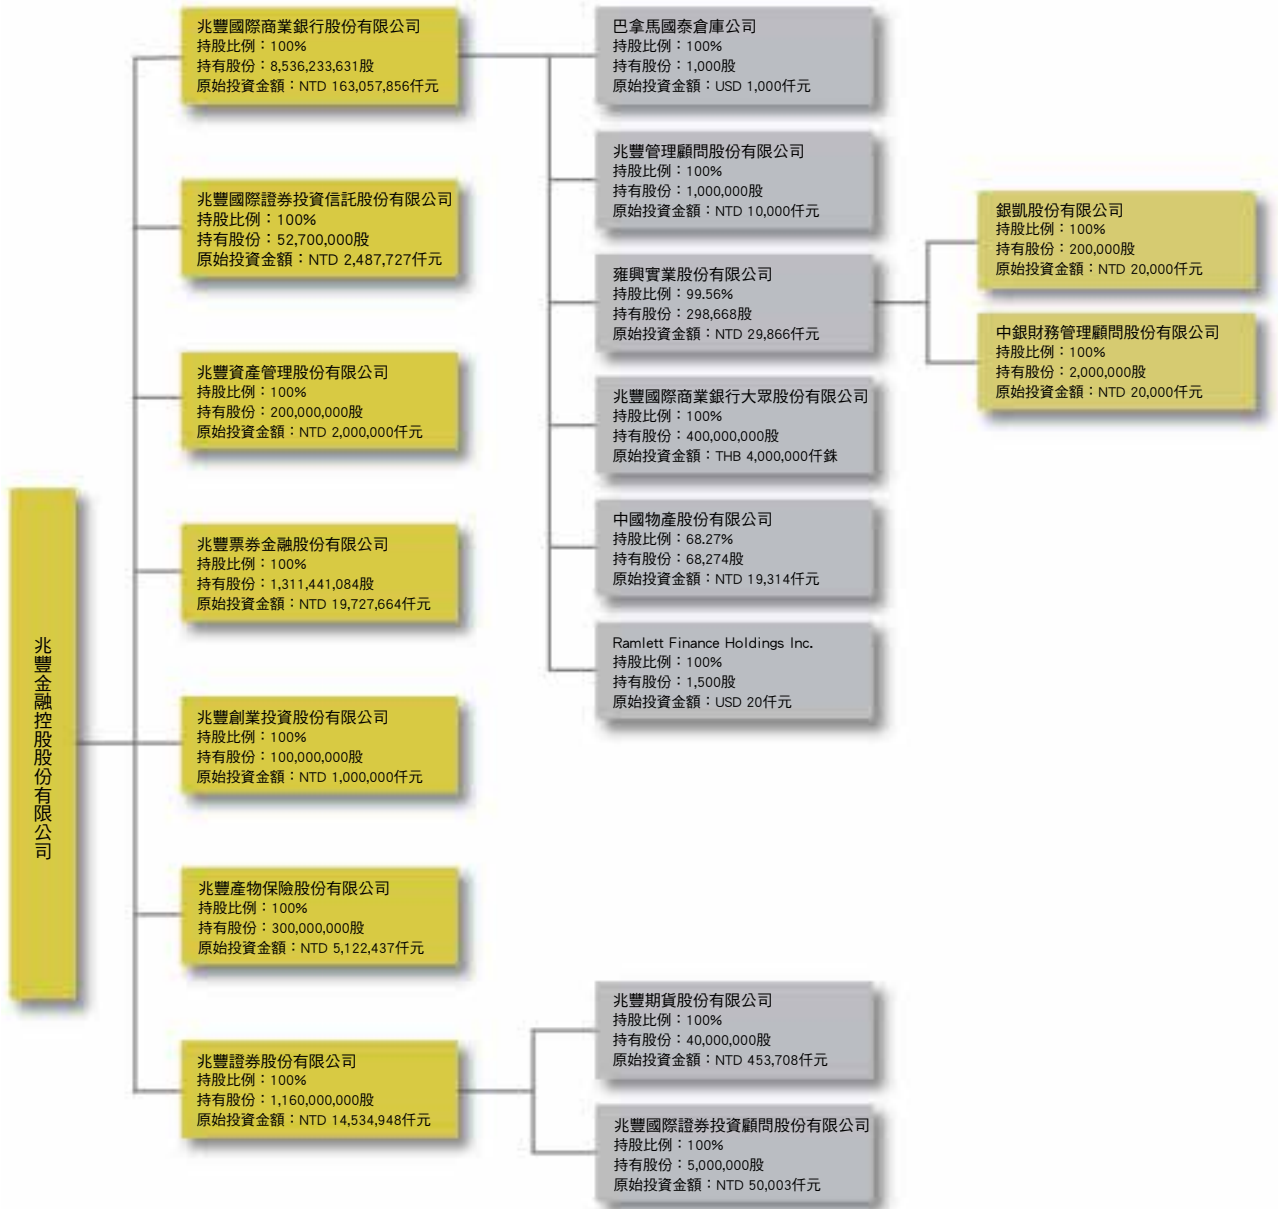 兆豐金融控股股份有限公司
兆豐國際商業銀行股份有限公司
持股比例：100%
持有股份：8,536,233,631股
原始投資金額：NTD 163,057,856仟元
兆豐國際證券投資信託股份有限公司
持股比例：100%
持有股份：52,700,000股
原始投資金額：NTD 2,487,727仟元
兆豐資產管理股份有限公司
持股比例：100%
持有股份：200,000,000股
原始投資金額：NTD 2,000,000仟元
兆豐票券金融股份有限公司
持股比例：100%
持有股份：1,311,441,084股
原始投資金額：NTD 19,727,664仟元
兆豐創業投資股份有限公司
持股比例：100%
持有股份：100,000,000股
原始投資金額：NTD 1,000,000仟元
兆豐產物保險股份有限公司
持股比例：100%
持有股份：300,000,000股
原始投資金額：NTD 5,122,437仟元
兆豐證券股份有限公司
持股比例：100%
持有股份：1,160,000,000股
原始投資金額：NTD 14,534,948仟元
巴拿馬國泰倉庫公司
持股比例：100%
持有股份：1,000股
原始投資金額：USD 1,000仟元
兆豐管理顧問股份有限公司
持股比例：100%
持有股份：1,000,000股
原始投資金額：NTD 10,000仟元
雍興實業股份有限公司
持股比例：99.56%
持有股份：298,668股
原始投資金額：NTD 29,866仟元
兆豐國際商業銀行大眾股份有限公司
持股比例：100%
持有股份：400,000,000股
原始投資金額：THB 4,000,000仟銖
中國物產股份有限公司
持股比例：68.27%
持有股份：68,274股
原始投資金額：NTD 19,314仟元
Ramlett Finance Holdings Inc.
持股比例：100%
持有股份：1,500股
原始投資金額：USD 20仟元
兆豐期貨股份有限公司
持股比例：100%
持有股份：40,000,000股
原始投資金額：NTD 453,708仟元
兆豐國際證券投資顧問股份有限公司
持股比例：100%
持有股份：5,000,000股
原始投資金額：NTD 50,003仟元
銀凱股份有限公司
持股比例：100%
持有股份：200,000股
原始投資金額：NTD 20,000仟元
中銀財務管理顧問股份有限公司
持股比例：100%
持有股份：2,000,000股
原始投資金額：NTD 20,000仟元